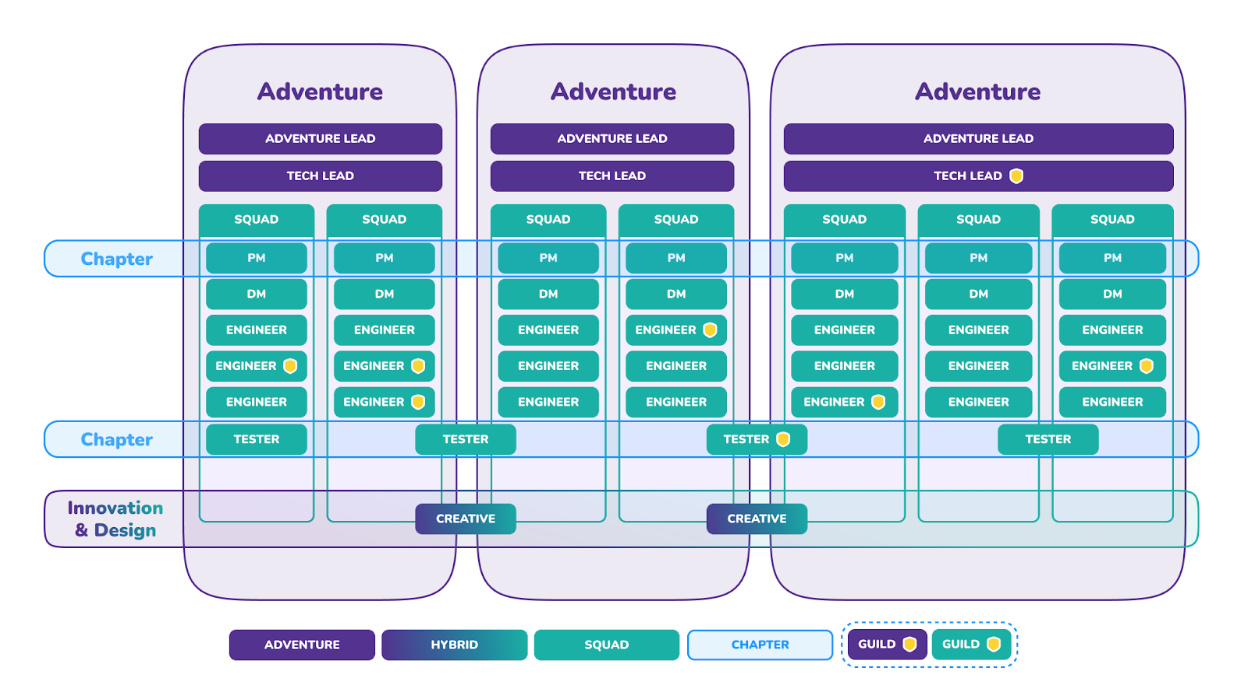 Adventure Adventure Adventure
ADVENTURE LEAD ADVENTURE LEAD ADVENTURE LEAD
TECH LEAD TECH LEAD TECH LEAD
SQUAD SQUAD SQUAD SQUAD SQUAD SQUAD SQUAD
Chapter PM PM PM PM PM PM PM
DM DM DM DM DM DM DM
ENGINEER ENGINEER ENGINEER ENGINEER ENGINEER ENGINEER ENGINEER
ENGINEER ENGINEER ENGINEER ENGINEER ENGINEER ENGINEER ENGINEER
ENGINEER ENGINEER ENGINEER ENGINEER ENGINEER ENGINEER ENGINEER
Chapter TESTER TESTER TESTER TESTER
Innovation
& Design
CREATIVE CREATIVE
ADVENTURE HYBRID SQUAD CHAPTER GUILD GUILD